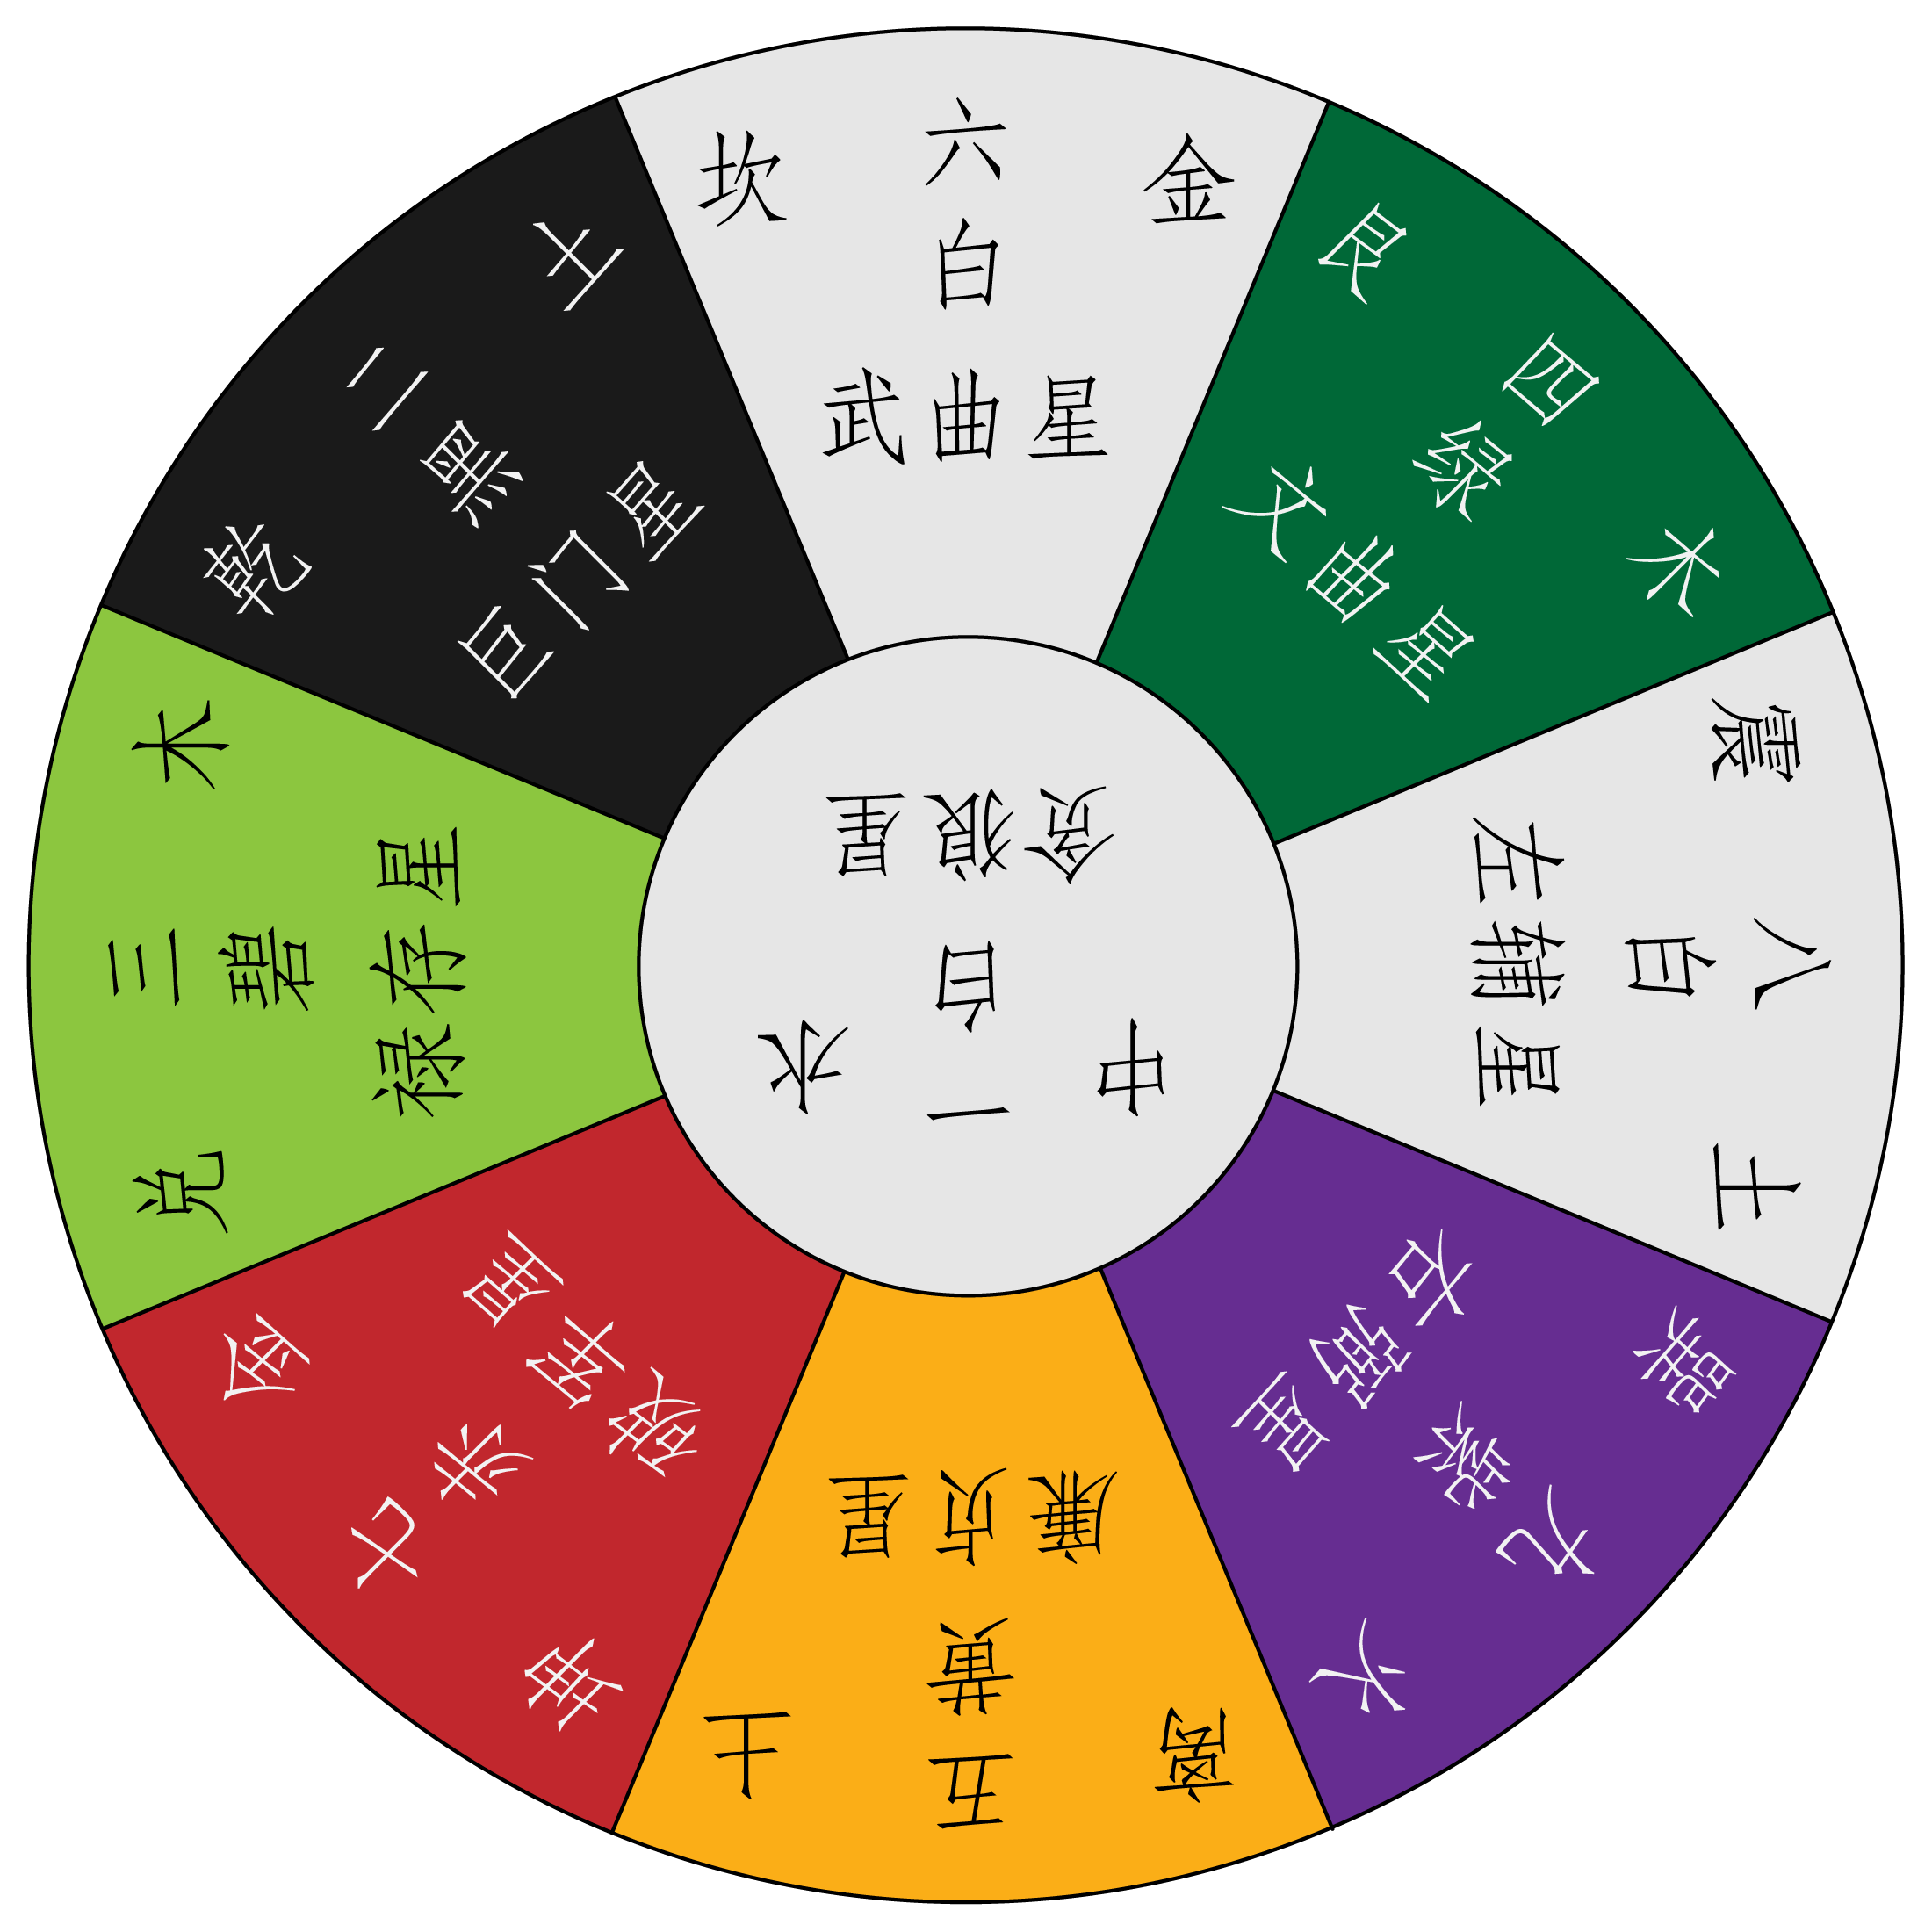 坎 六 金
白
武曲星
艮 四 木
绿
文曲星
震 八 土
白
左辅星
巽 九 火
紫
右弼星
离 五 土
黄
廉贞星
坤 七 金
赤
破军星
兑 三 木
碧
禄存星
乾 二 土
黑
巨门星
中 一 水
白
贪狼星